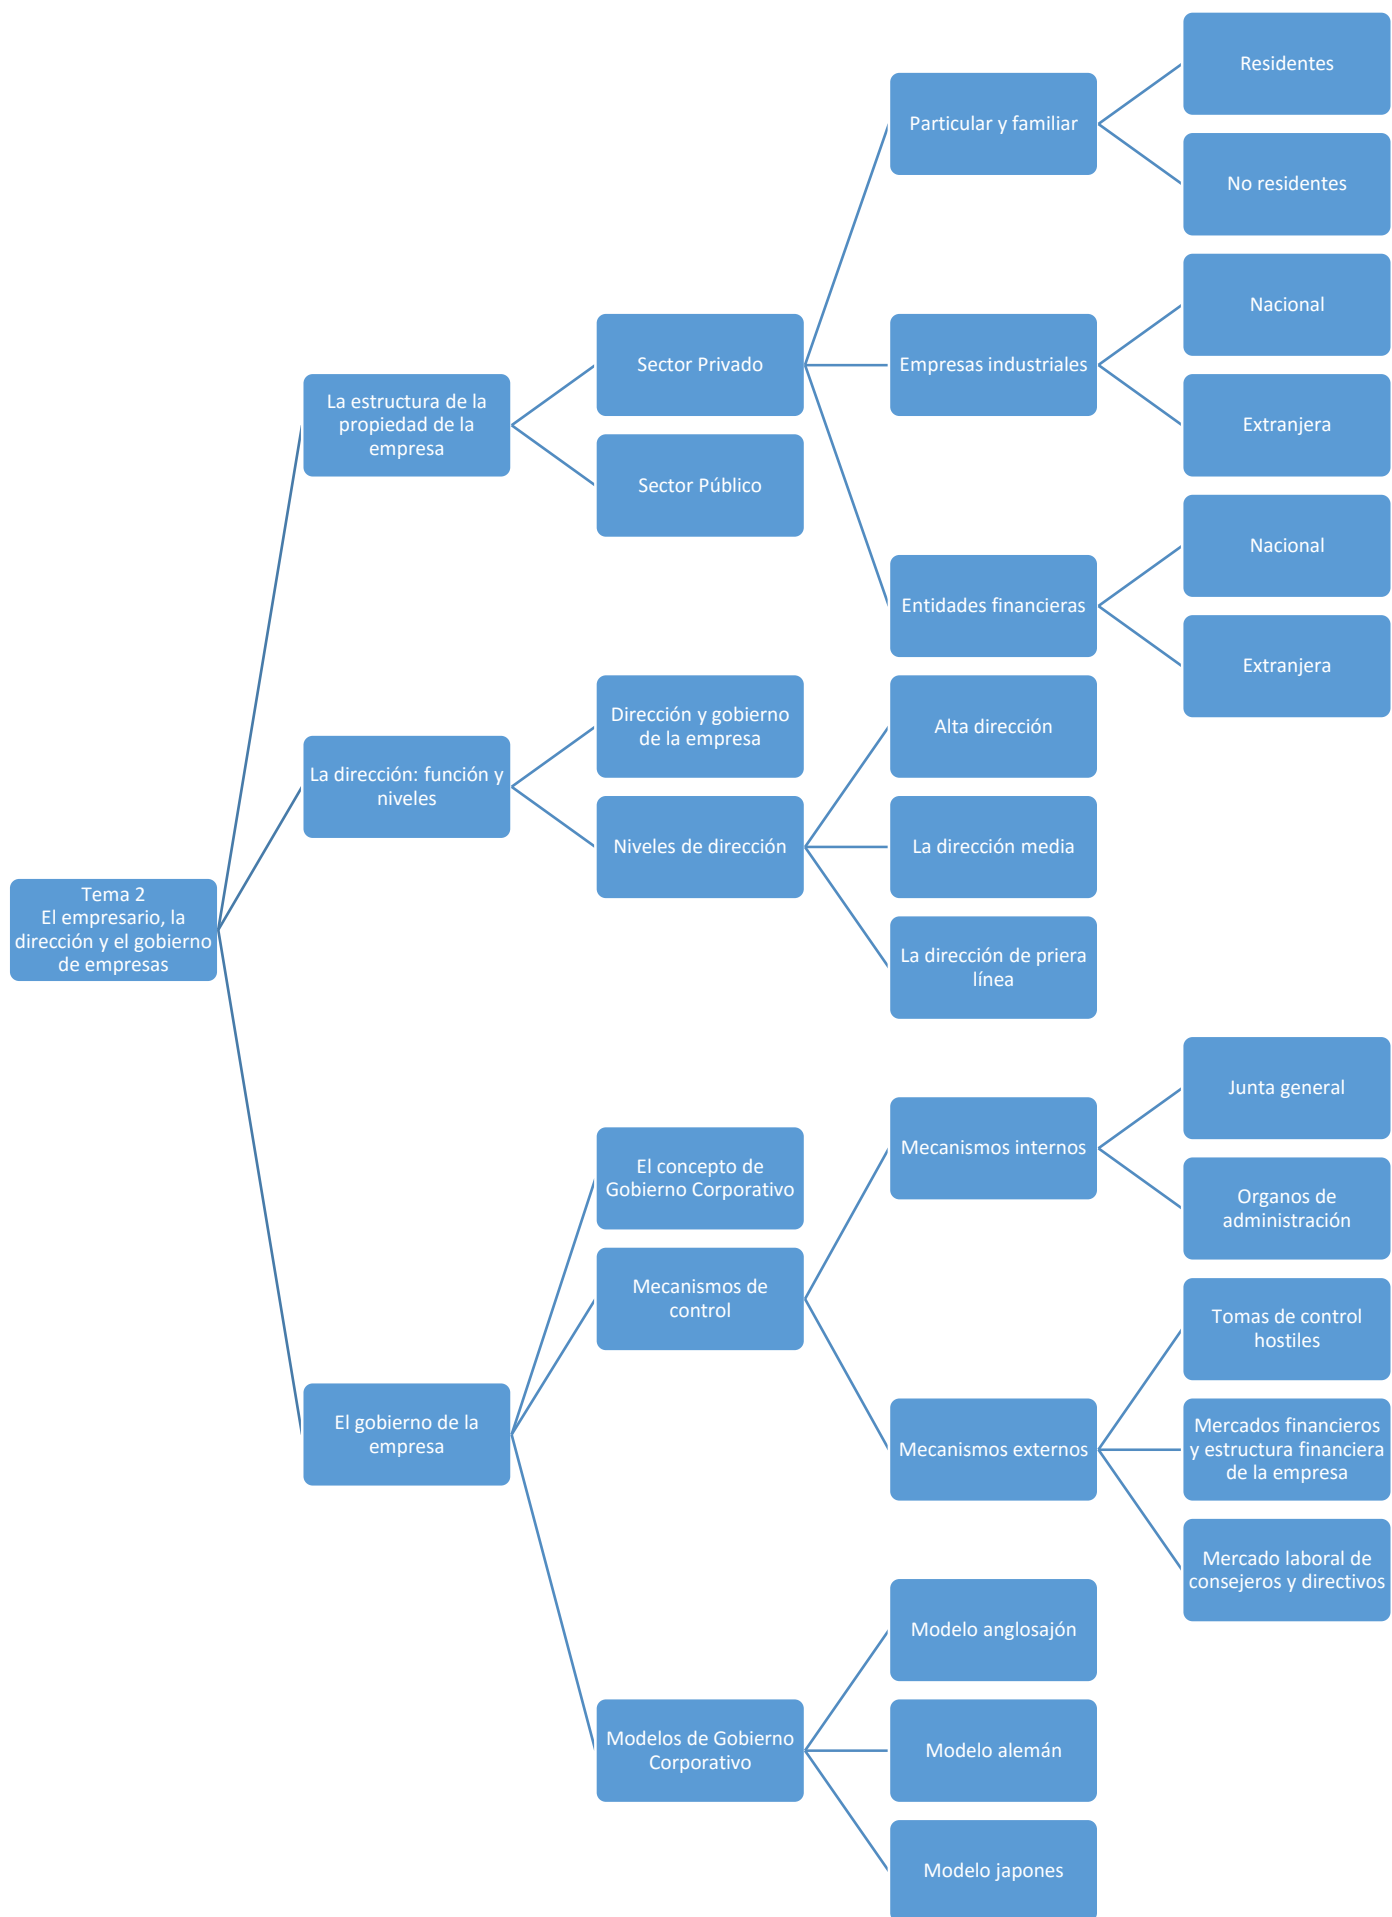 Tema 2
El empresario, la
dirección y el gobierno
de empresas
La estructura de la
propiedad de la
empresa
Sector Privado
Particular y familiar
Residentes
No residentes
Empresas industriales
Nacional
Extranjera
Entidades financieras
Nacional
Extranjera
Sector Público
La dirección: función y
niveles
Dirección y gobierno
de la empresa
Niveles de dirección
Alta dirección
La dirección media
La dirección de priera
línea
El gobierno de la
empresa
El concepto de
Gobierno Corporativo
Mecanismos de
control
Mecanismos internos
Junta general
Organos de
administración
Mecanismos externos
Tomas de control
hostiles
Mercados financieros
y estructura financiera
de la empresa
Mercado laboral de
consejeros y directivos
Modelos de Gobierno
Corporativo
Modelo anglosajón
Modelo alemán
Modelo japones